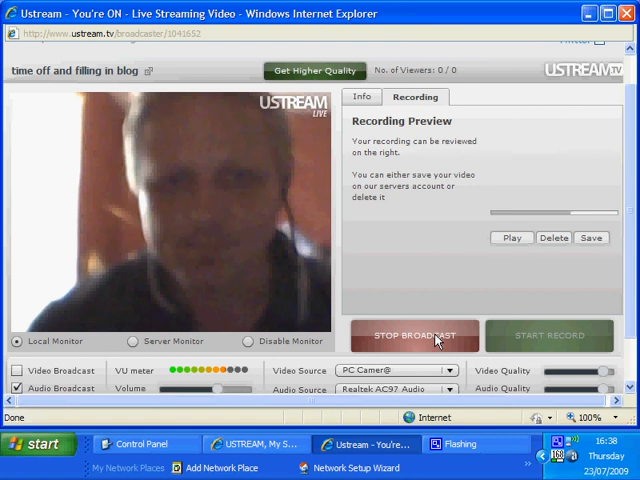 Ustream - You're ON - Live Streaming Video - Windows Internet Explorer
http://www.ustream.tv/broadcaster/1041652
time off and filling in blog
Get Higher Quality
No. of Viewers: 0 / 0
USTREAM.TV
USTREAM
LIVE
Info
Recording
Recording Preview
Your recording can be reviewed
on the right.
You can either save your video
on our servers account or
delete it
Play
Delete
Save
STOP BROADCAST
START RECORD
Local Monitor
Server Monitor
Disable Monitor
Video Broadcast
VU meter
Video Source
PC Camer@
Video Quality
Audio Broadcast
Volume
Audio Source
Realtek AC97 Audio
Audio Quality
Done
Internet
100%
start
Control Panel
USTREAM, My S...
Ustream - You're...
Flashing
16:38
My Network Places
Add Network Place
Network Setup Wizard
»
168
Thursday
23/07/2009